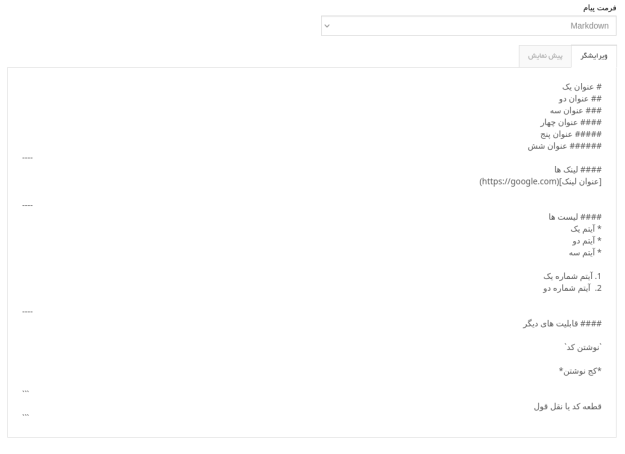 فرمت پیام
Markdown
ویرایشگر
پیش نمایش
# عنوان یک
## عنوان دو
### عنوان سه
#### عنوان چهار
##### عنوان پنج
###### عنوان شش
----
#### لینک ها
[عنوان لینک](https://google.com)
----
#### لیست ها
* آیتم یک
* آیتم دو
* آیتم سه
1. آیتم شماره یک
2. آیتم شماره دو
----
#### قابلیت های دیگر
`نوشتن کد`
*کج نوشتن*
```
قطعه کد یا نقل قول
```